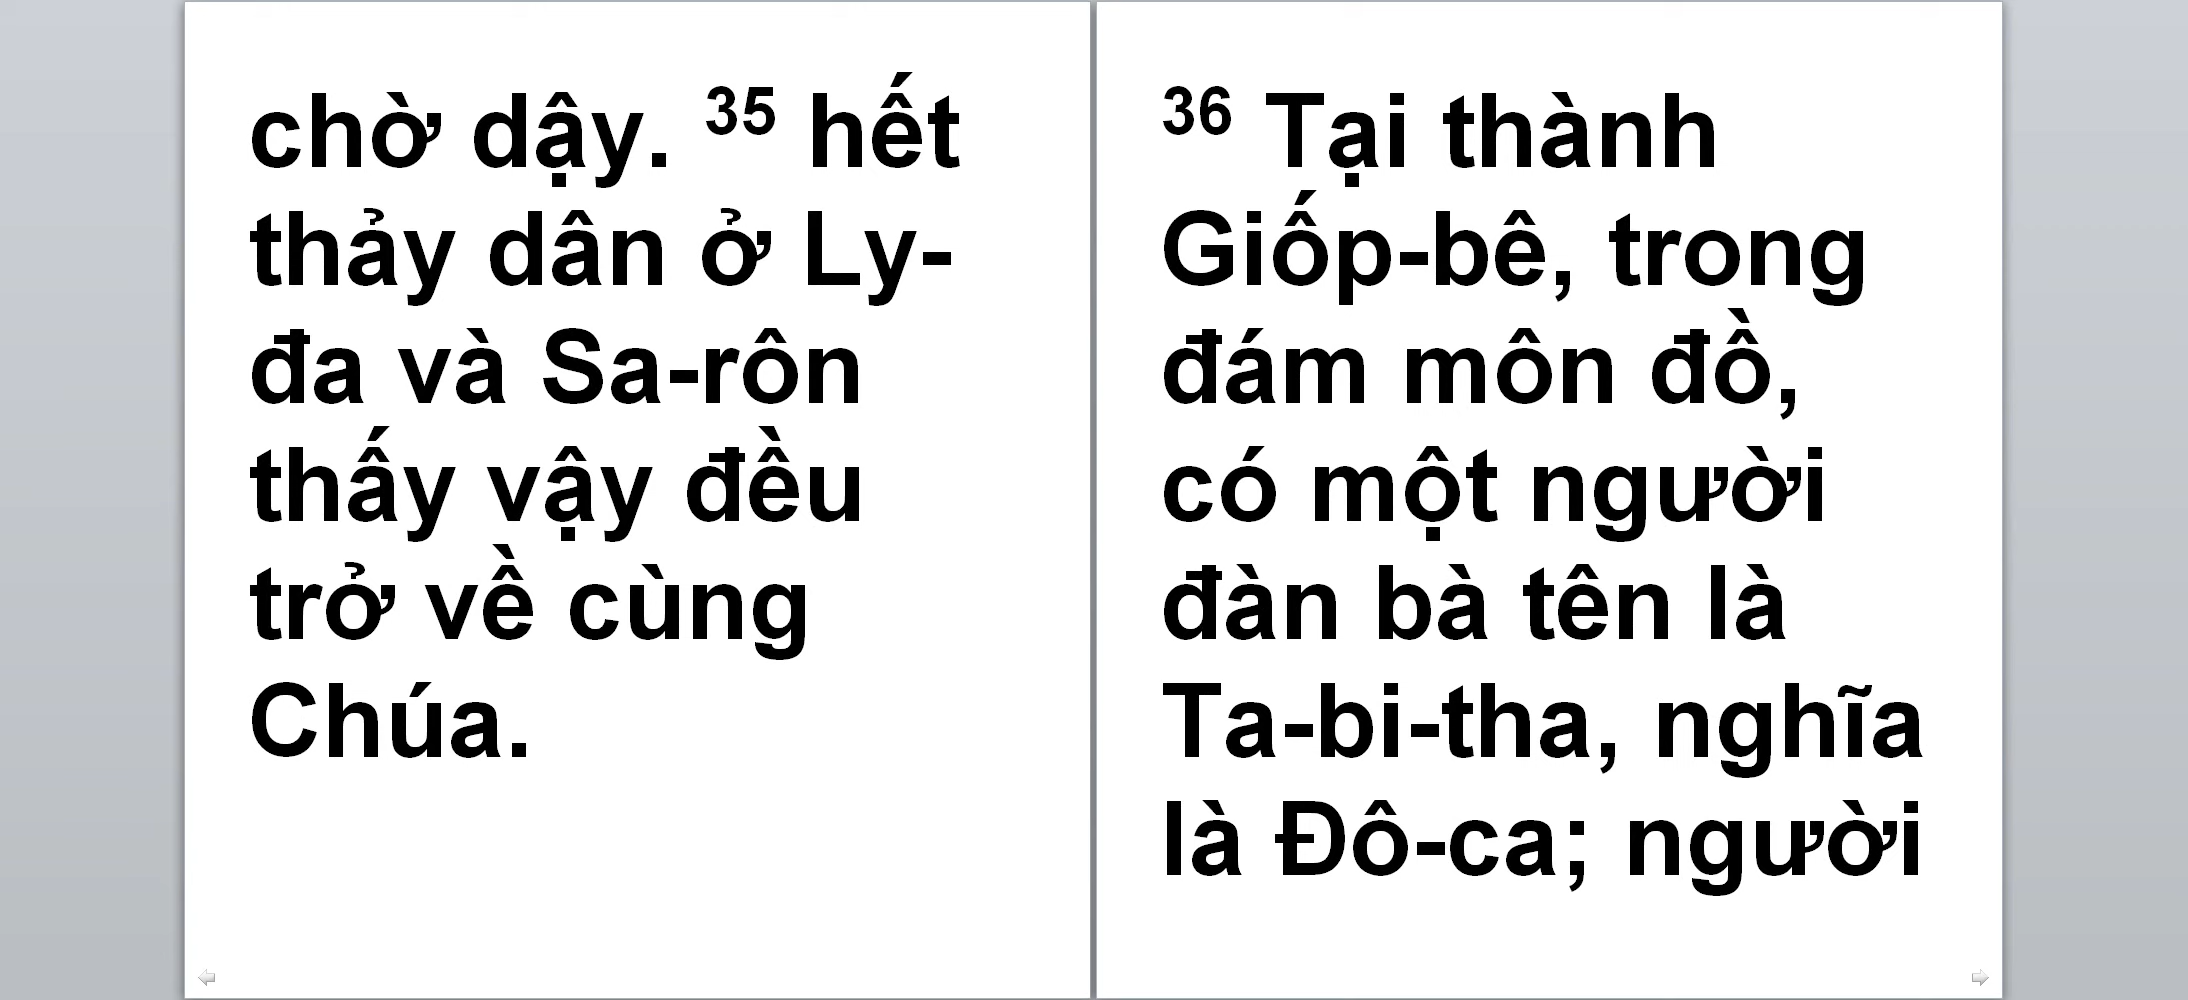 chờ dậy. 35 hết
thảy dân ở Ly-
đa và Sa-rôn
thấy vậy đều
trở về cùng
Chúa.
36 Tại thành
Giốp-bê, trong
đám môn đồ,
có một người
đàn bà tên là
Ta-bi-tha, nghĩa
là Đô-ca; người